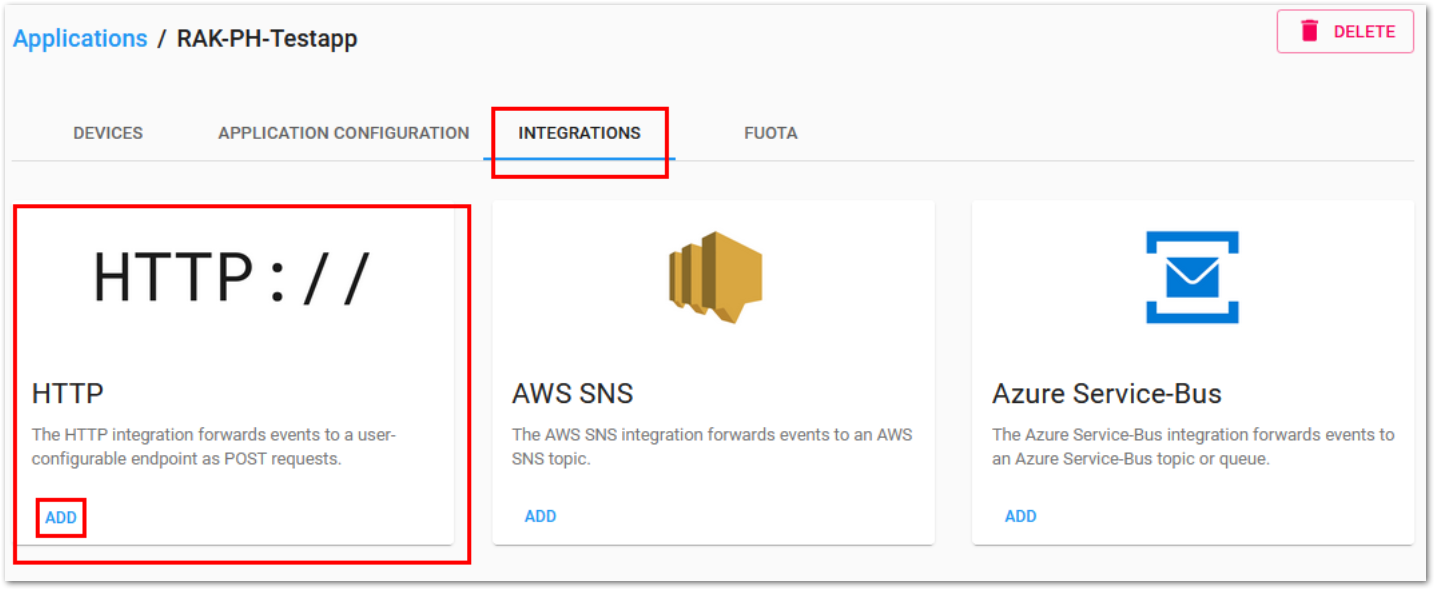 Applications / RAK-PH-Testapp
DELETE
DEVICES
APPLICATION CONFIGURATION
INTEGRATIONS
FUOTA
HTTP://
HTTP
The HTTP integration forwards events to a user-
configurable endpoint as POST requests.
ADD
AWS SNS
The AWS SNS integration forwards events to an AWS
SNS topic.
ADD
Azure Service-Bus
The Azure Service-Bus integration forwards events to
an Azure Service-Bus topic or queue.
ADD